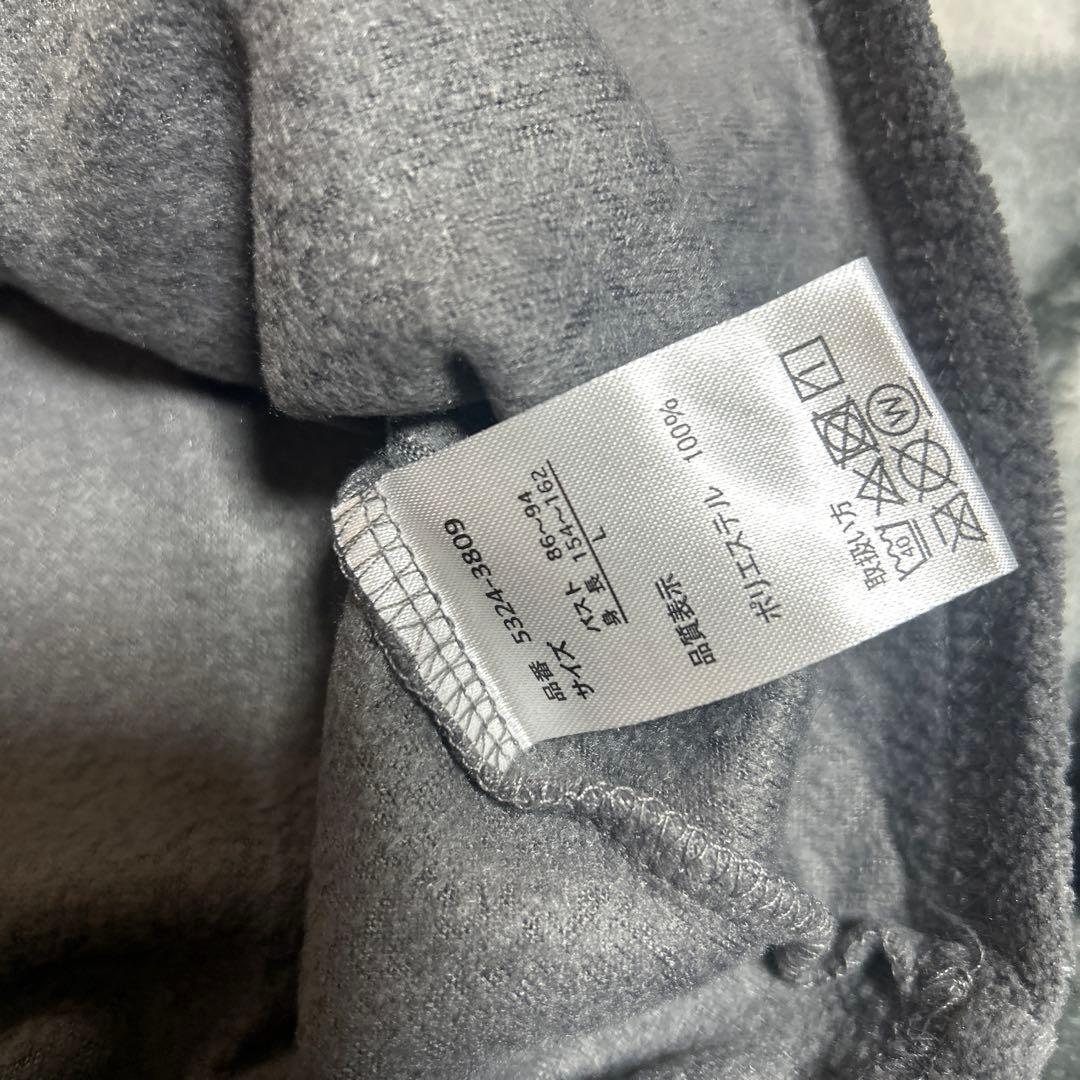 品番 5324-3809
サイズ
バスト 86~94
身 長 154~162
L
品質表示
ポリエステル 100%
取扱い方
40
W